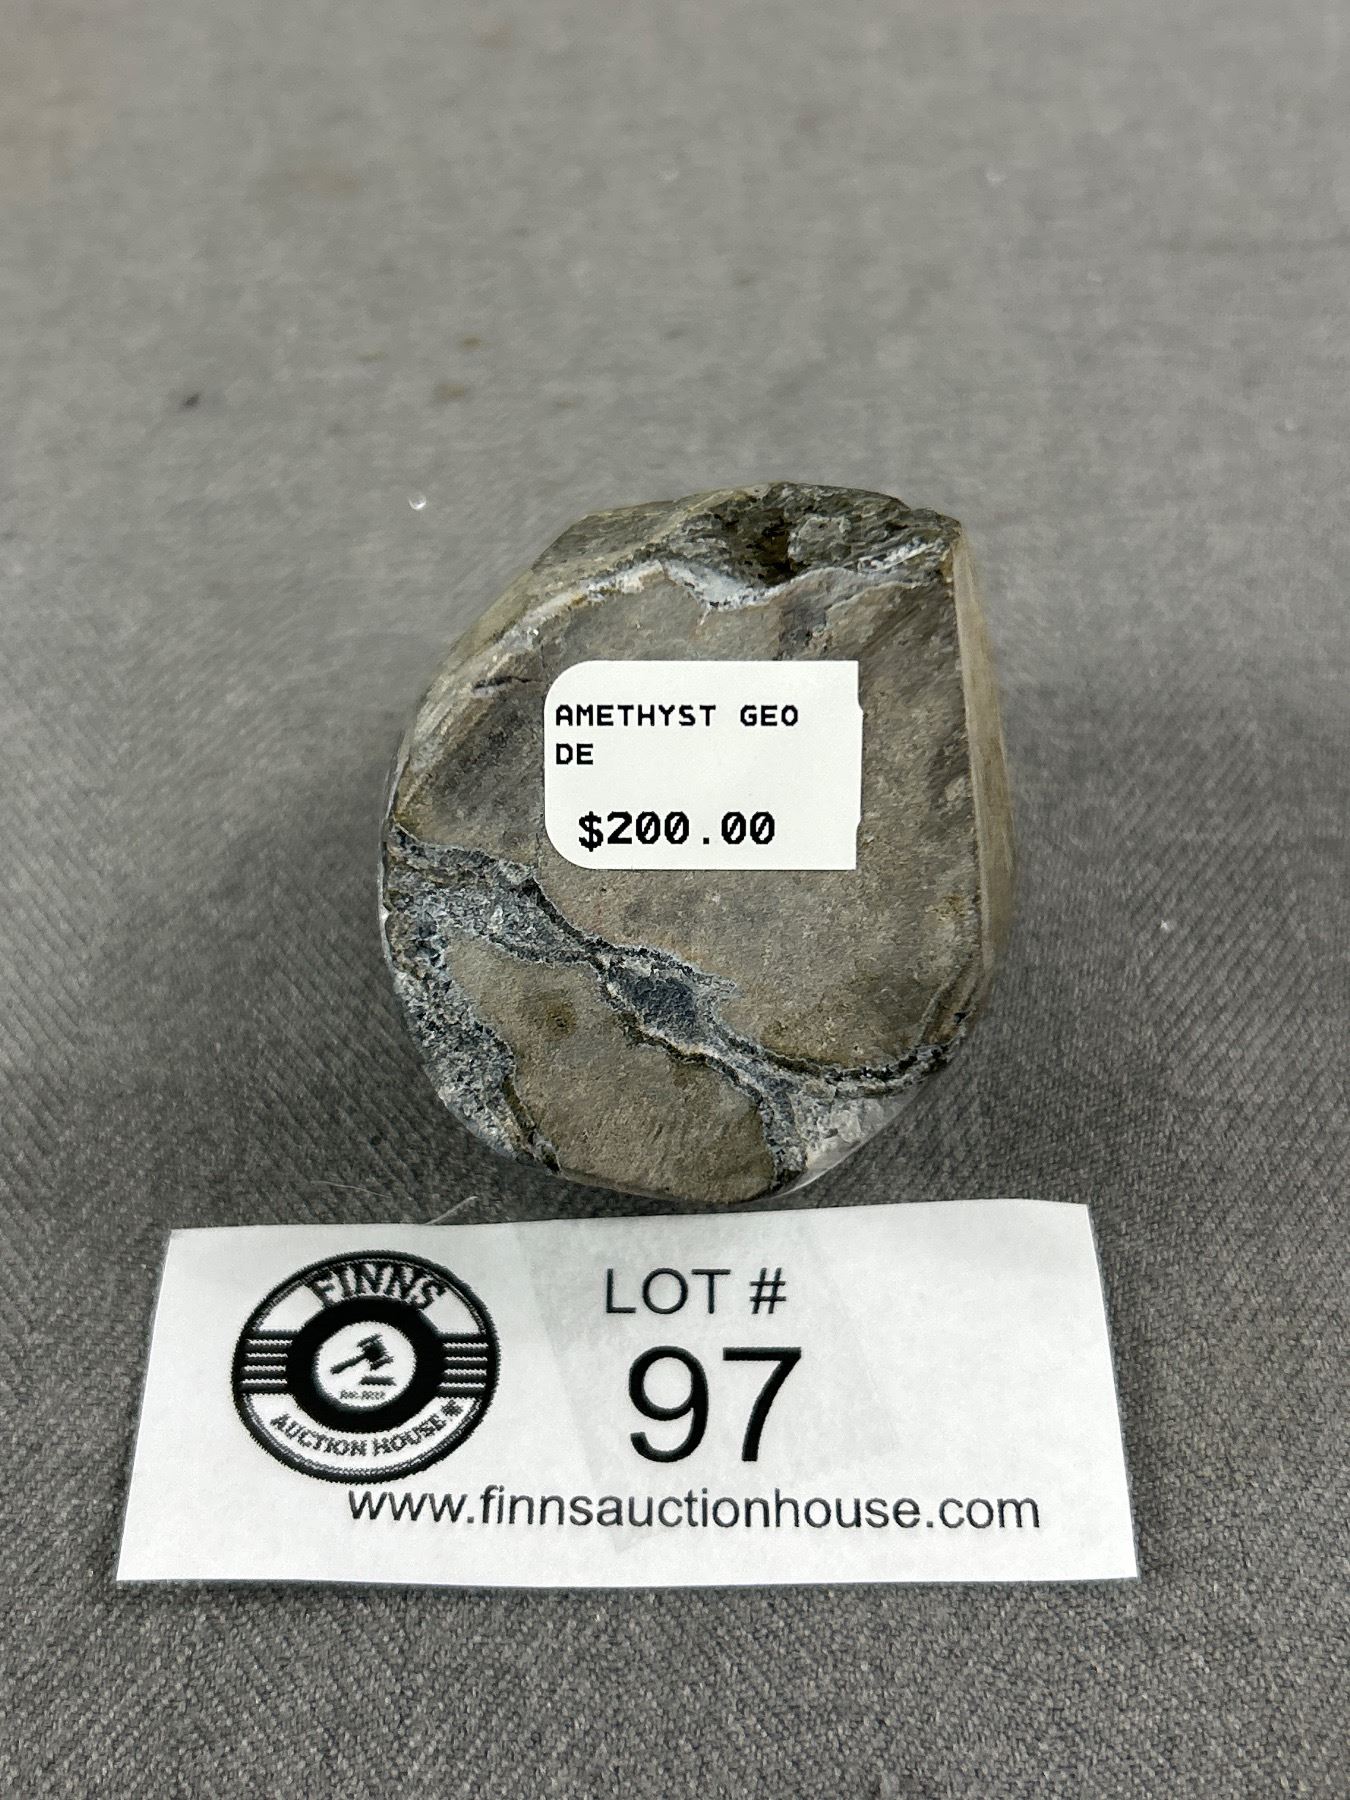 AMETHYST GEO
DE
$200.00
FINNS
AUCTION HOUSE
LOT #
97
www.finnsauctionhouse.com